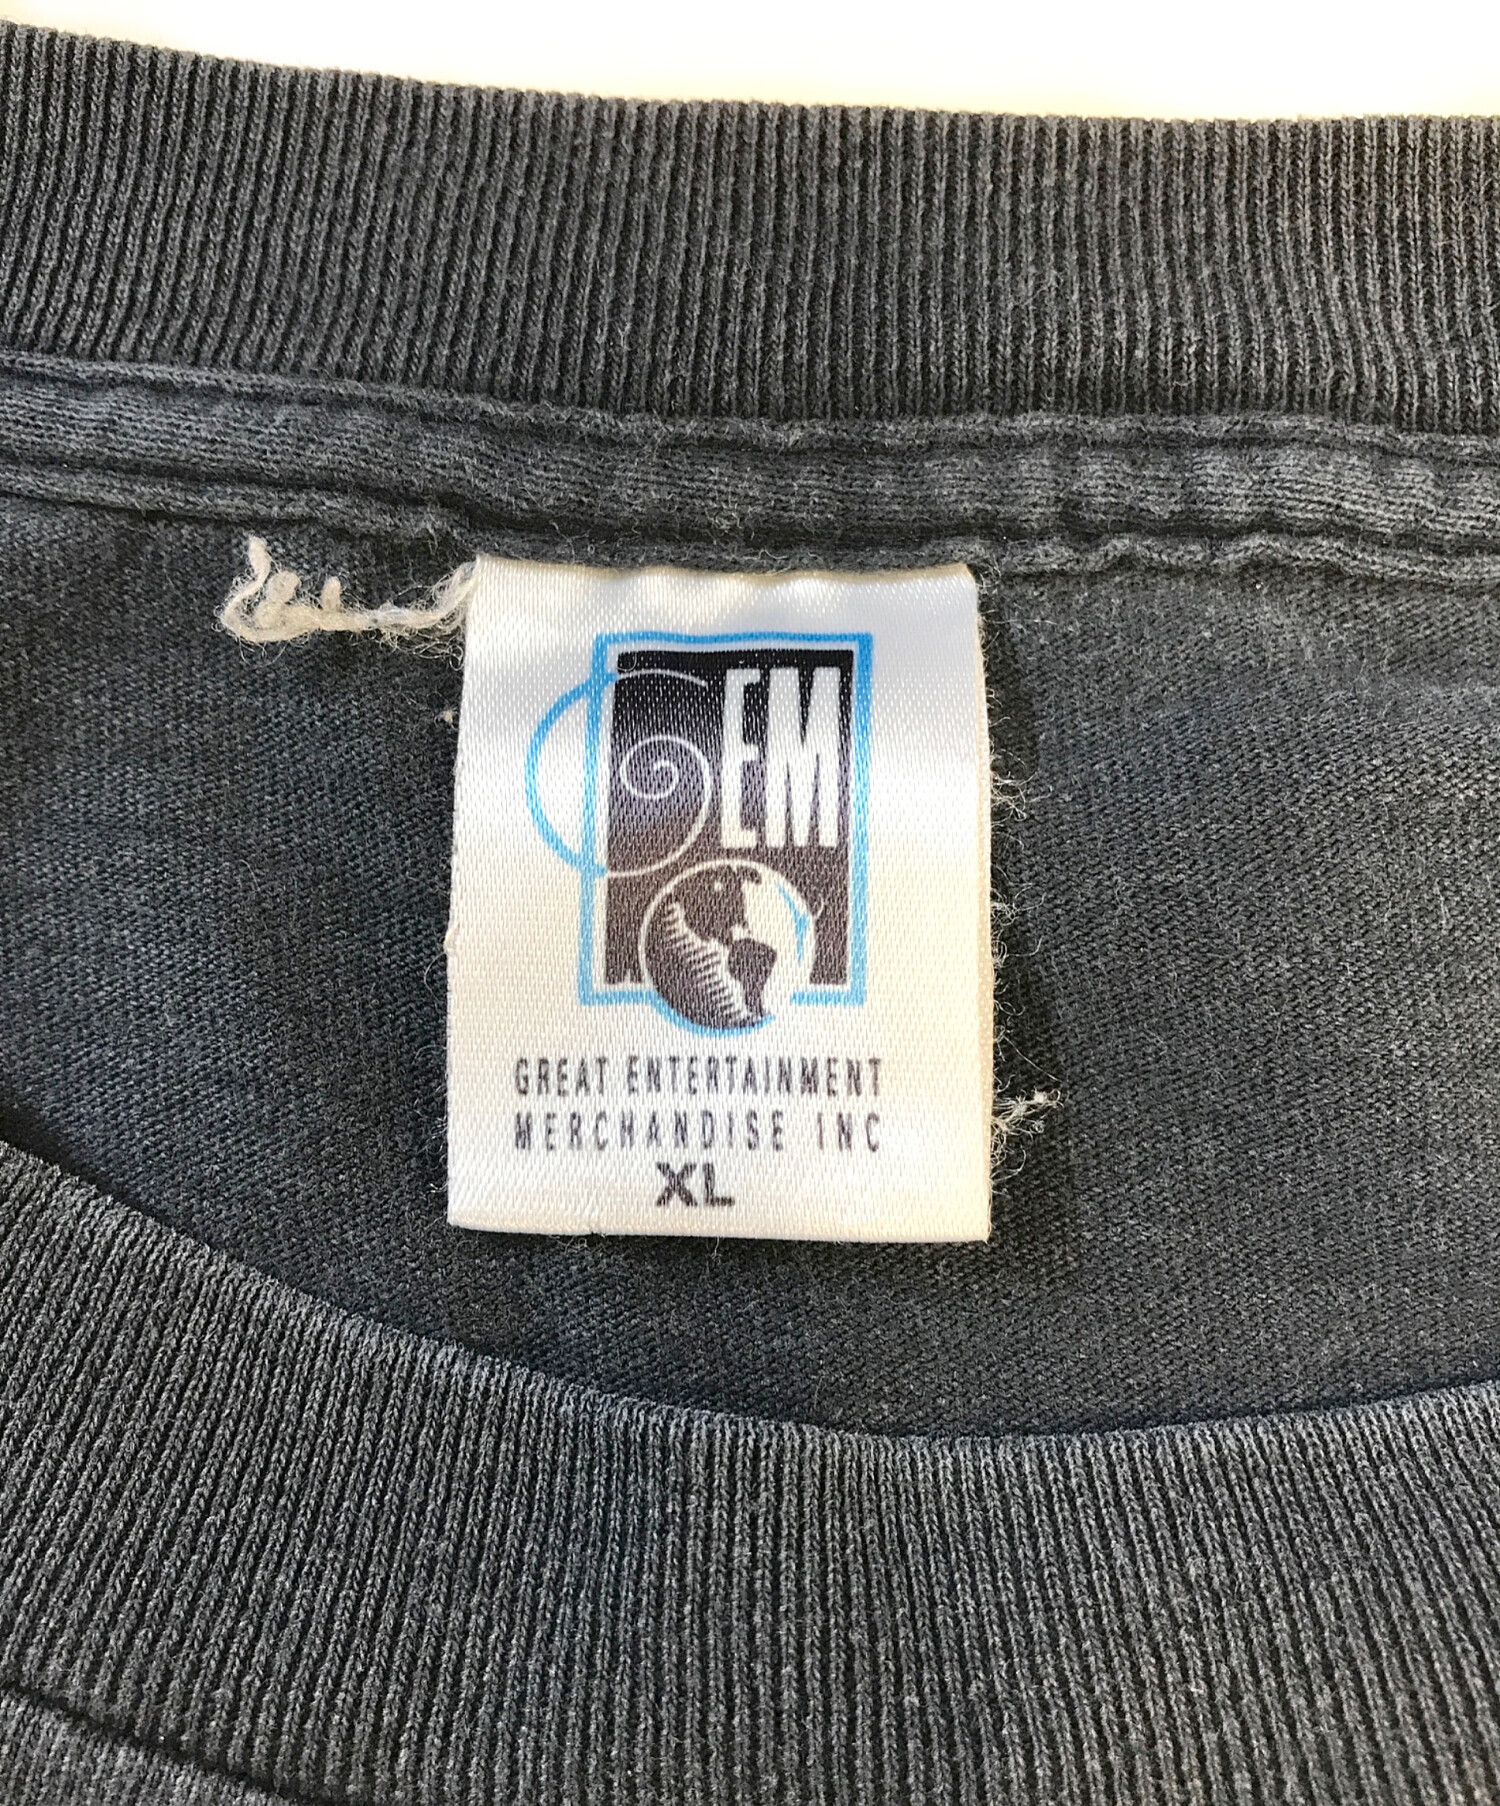 GEM
GREAT ENTERTAINMENT
MERCHANDISE INC
XL